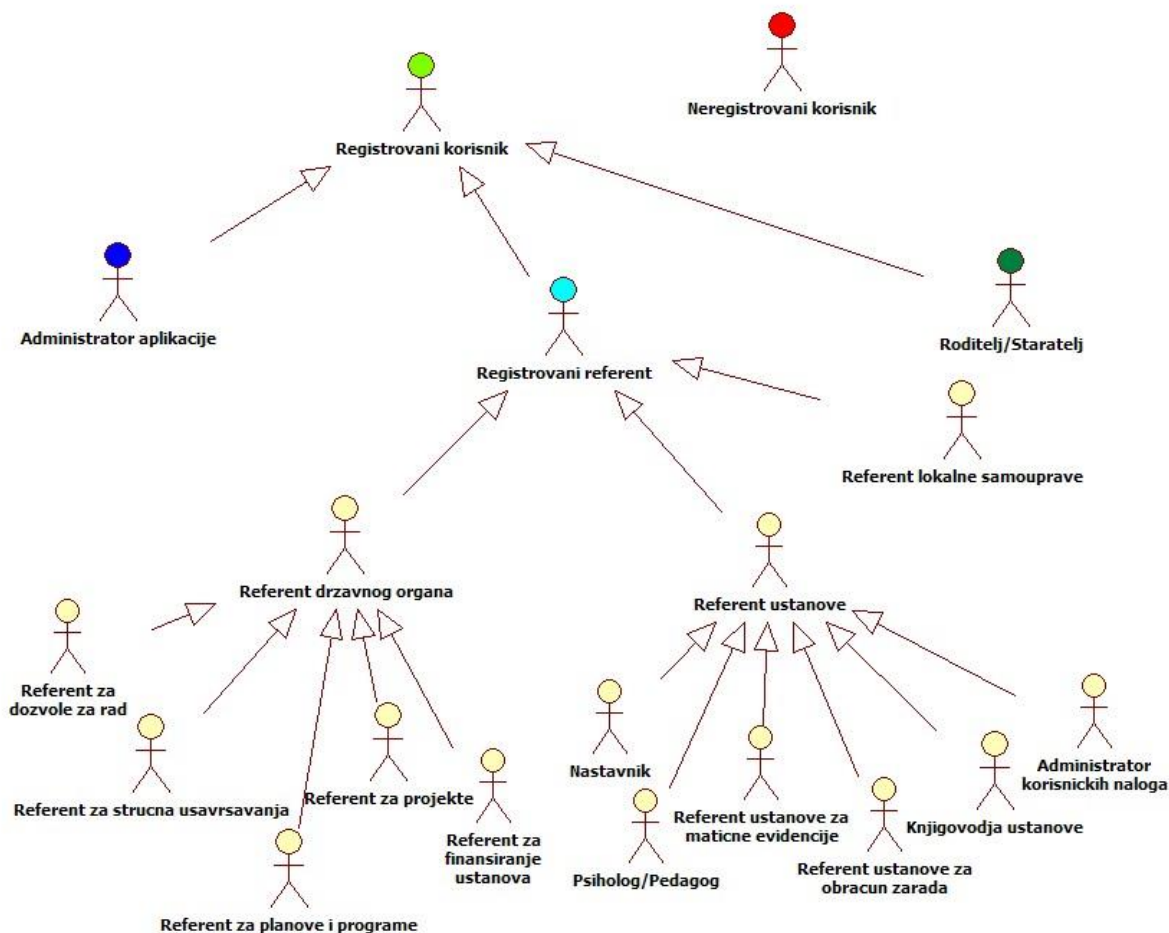 Neregistrovani korisnik
Registrovani korisnik
Administrator aplikacije
Roditelj/Staratelj
Registrovani referent
Referent lokalne samouprave
Referent drzavnog organa
Referent ustanove
Referent za
dozvole za rad
Referent za strucna usavrsavanja
Referent za projekte
Referent za
finansiranje
ustanova
Referent za planove i programe
Nastavnik
Psiholog/Pedagog
Referent ustanove za
maticne evidencije
Referent ustanove za
obracun zarada
Knjigovodja ustanove
Administrator
korisnickih naloga